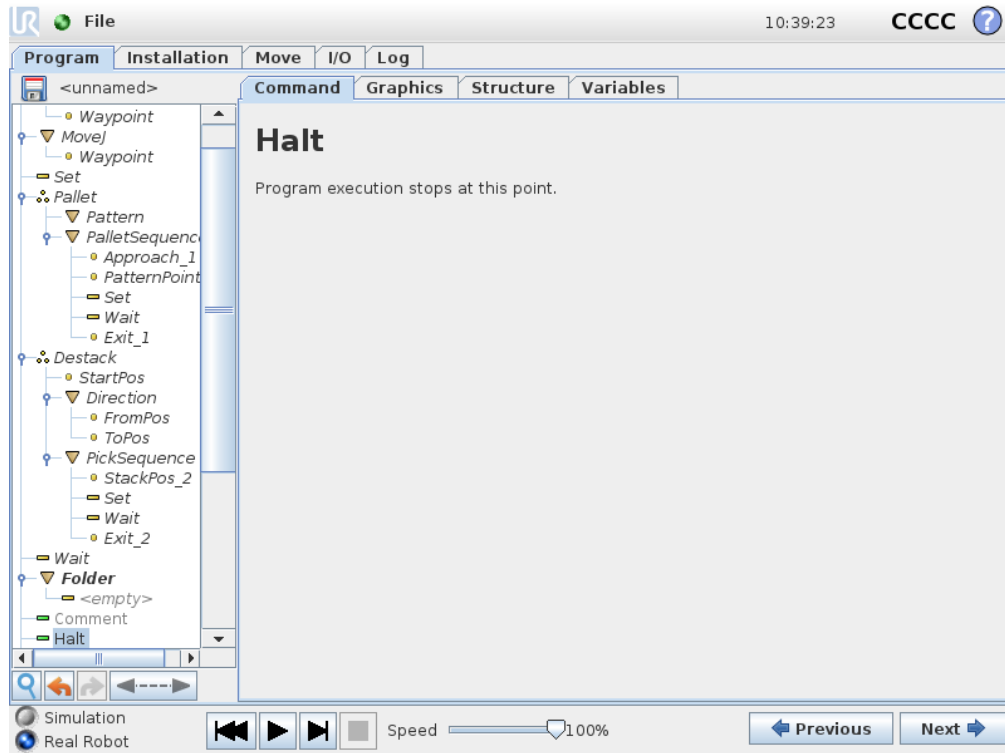 UR File 10:39:23 CCCC ?
Program Installation Move I/O Log
<unnamed> Command Graphics Structure Variables
Waypoint
MoveJ
Waypoint
Set
Pallet
Pattern
PalletSequenc
Approach_1
PatternPoint
Set
Wait
Exit_1
Destack
StartPos
Direction
FromPos
ToPos
PickSequence
StackPos_2
Set
Wait
Exit_2
Wait
Folder
<empty>
Comment
Halt
Halt
Program execution stops at this point.
Simulation
Real Robot
Speed 100%
Previous Next